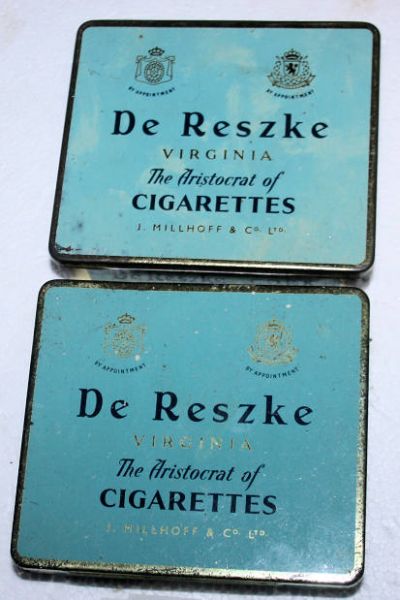 BY APPOINTMENT BY APPOINTMENT
De Reszke
VIRGINIA
The Aristocrat of
CIGARETTES
J. MILLHOFF & Co. LTD.
BY APPOINTMENT BY APPOINTMENT
De Reszke
VIRGINIA
The Aristocrat of
CIGARETTES
J. MILLHOFF & Co. LTD.